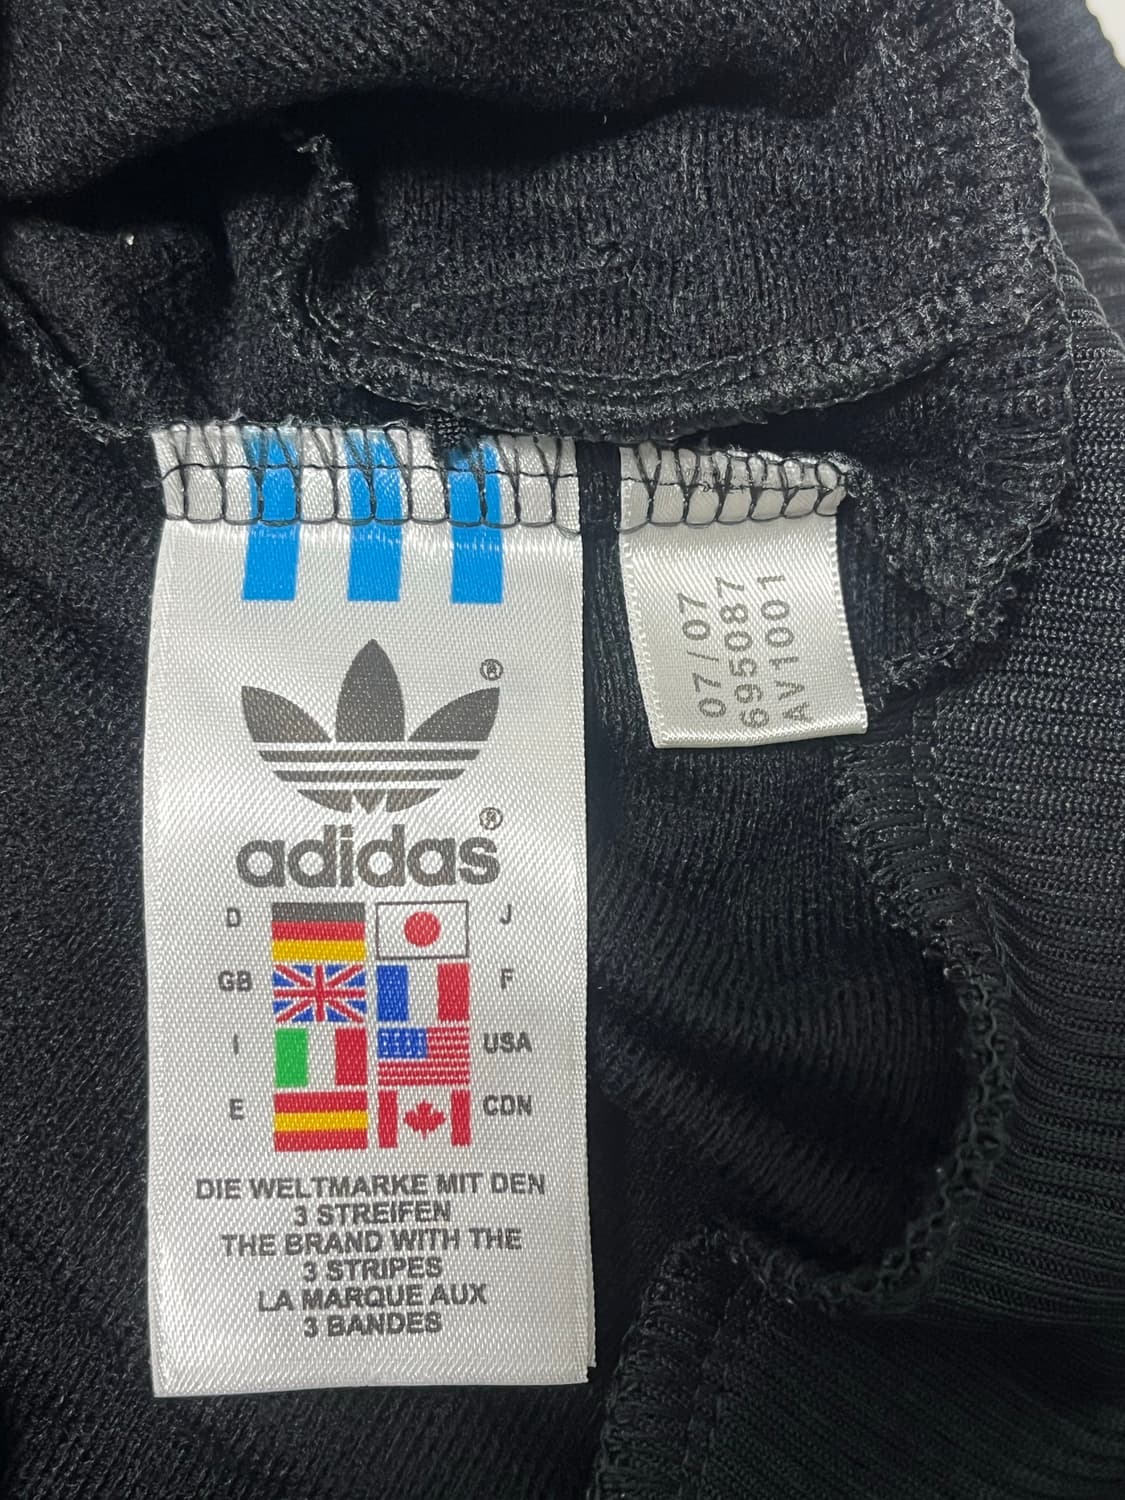 ®
®
adidas
D J
GB F
I USA
E CDN
DIE WELTMARKE MIT DEN
3 STREIFEN
THE BRAND WITH THE
3 STRIPES
LA MARQUE AUX
3 BANDES
07/07
695087
AV1001